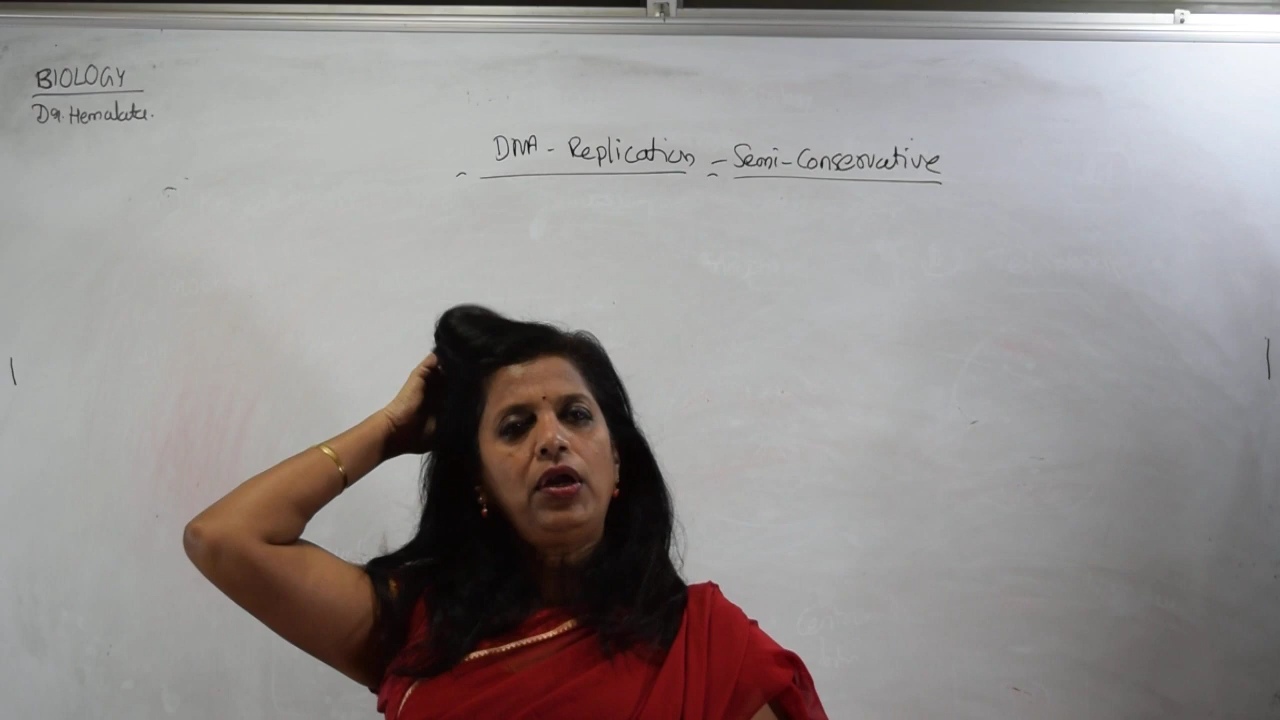 BIOLOGY
Dr. Hemalata.
DNA - Replication - Semi-Conservative